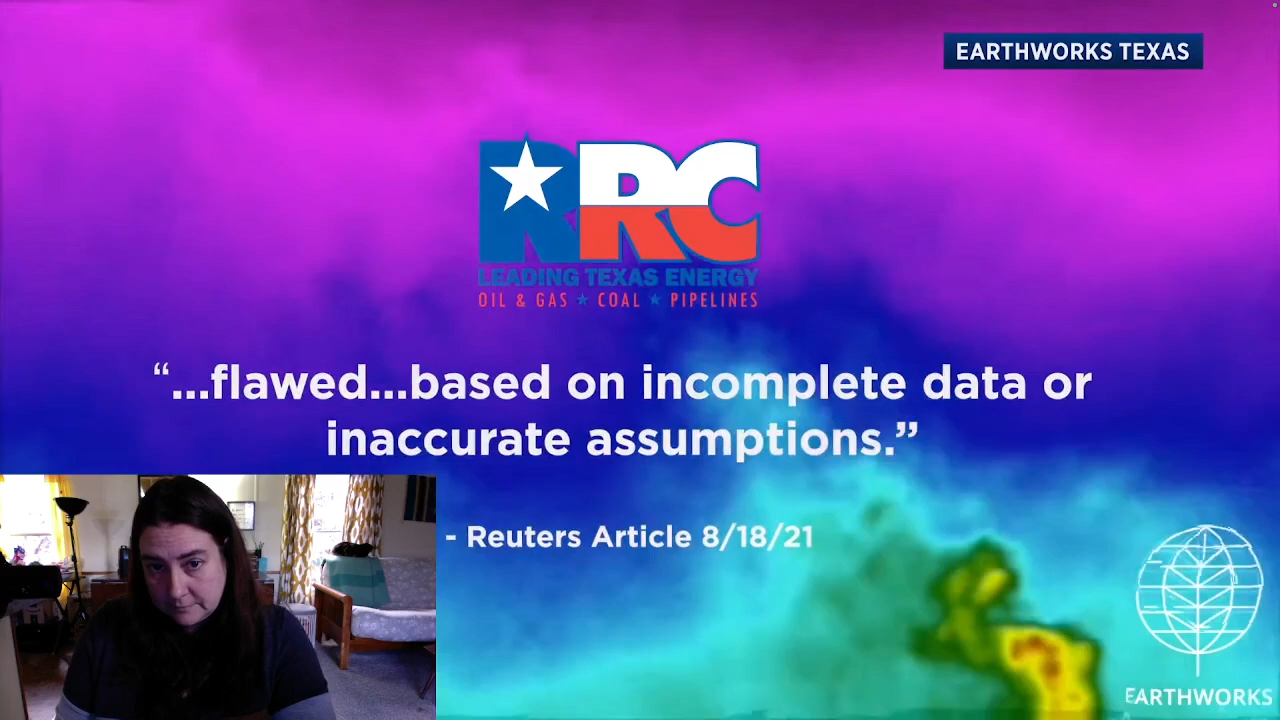 EARTHWORKS TEXAS
RRC
LEADING TEXAS ENERGY
OIL & GAS ★ COAL ★ PIPELINES
“...flawed...based on incomplete data or
inaccurate assumptions.”
- Reuters Article 8/18/21
EARTHWORKS